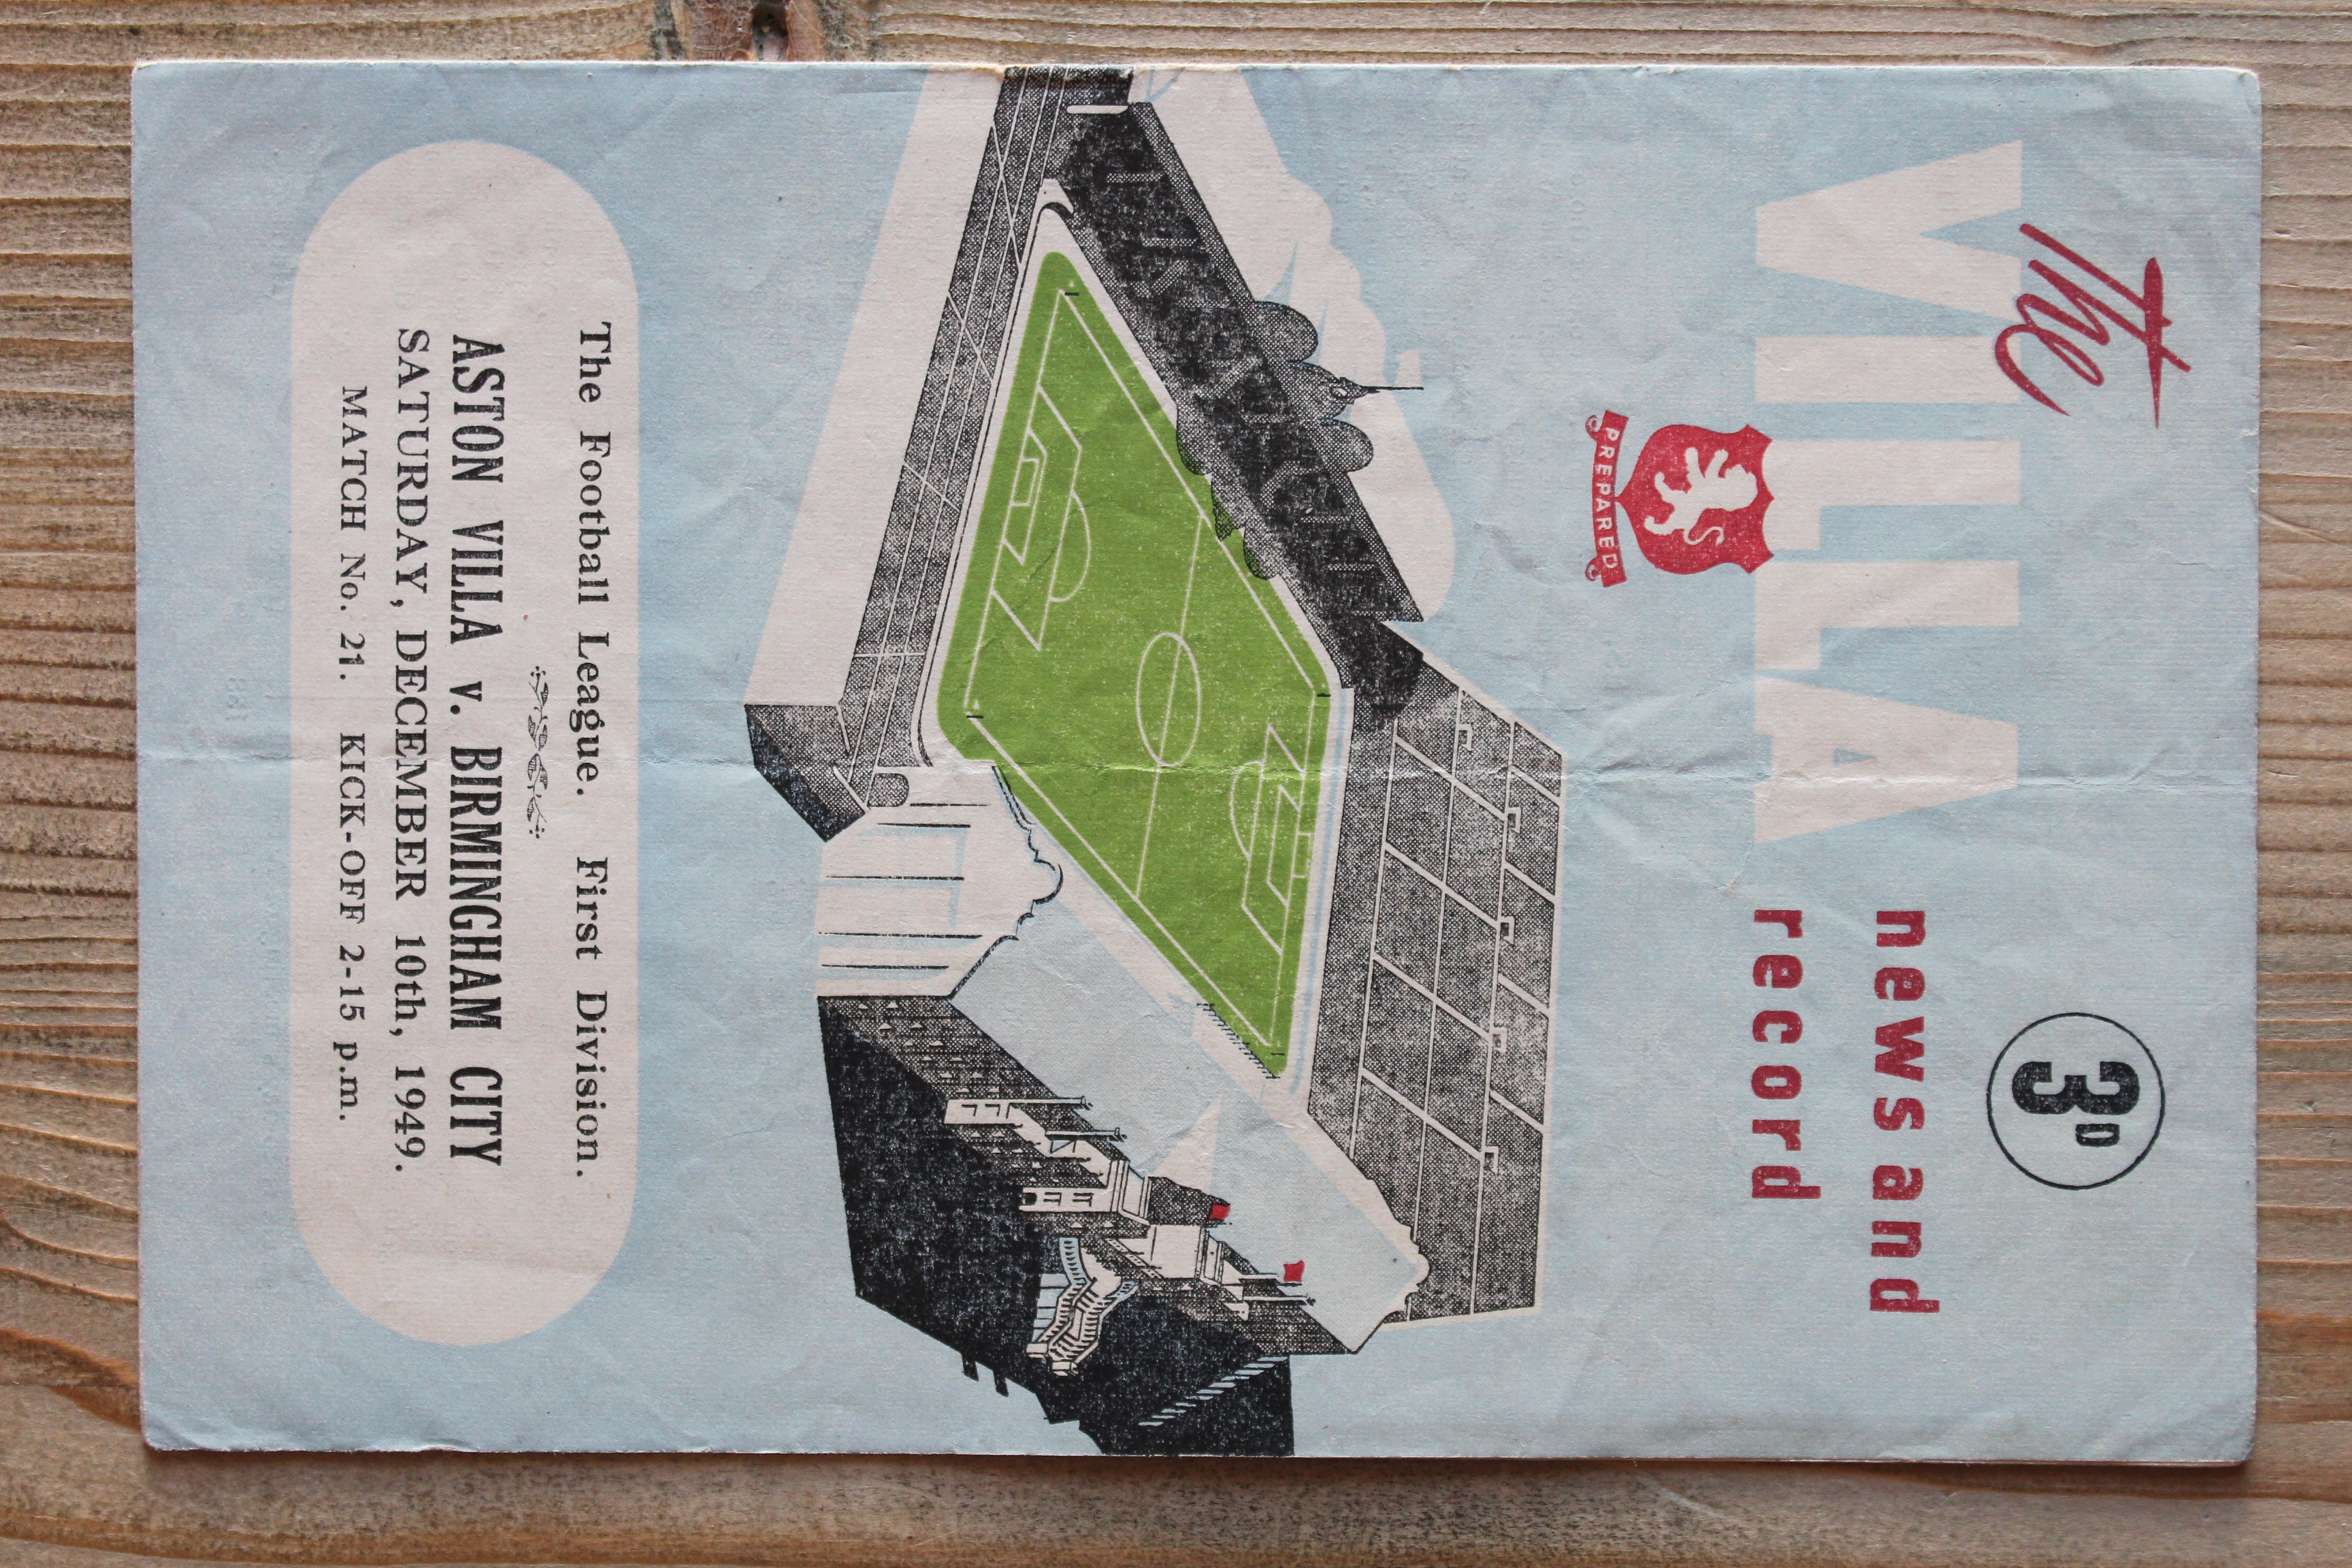 The
VILLA
news and
record
3D
PREPARED
The Football League. First Division.
ASTON VILLA v. BIRMINGHAM CITY
SATURDAY, DECEMBER 10th, 1949.
MATCH No. 21. KICK-OFF 2-15 p.m.